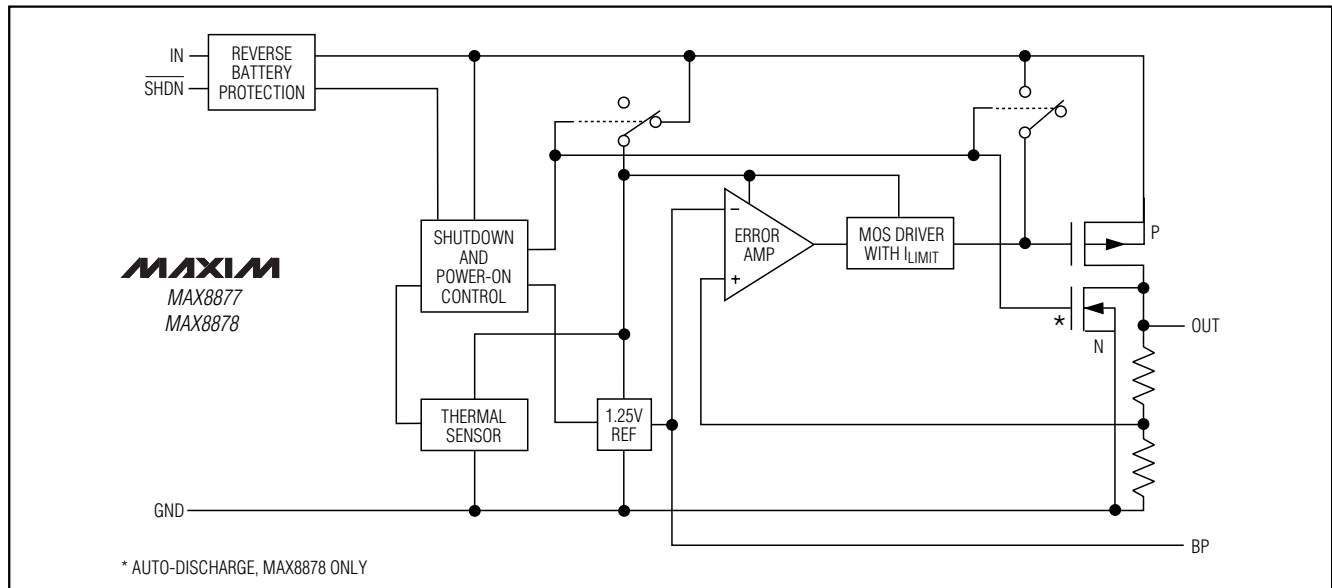 IN
SHDN
REVERSE
BATTERY
PROTECTION
SHUTDOWN
AND
POWER-ON
CONTROL
−
ERROR
AMP
+
MOS DRIVER
WITH ILIMIT
P
*
N
OUT
MAXIM
MAX8877
MAX8878
THERMAL
SENSOR
1.25V
REF
GND
BP
* AUTO-DISCHARGE, MAX8878 ONLY